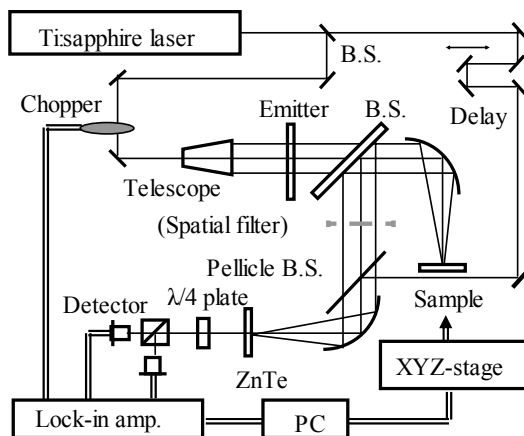 Ti:sapphire laser
B.S.
Chopper
Emitter
B.S.
Delay
Telescope
(Spatial filter)
Pellicle B.S.
Sample
Detector
λ/4 plate
ZnTe
XYZ-stage
Lock-in amp.
PC